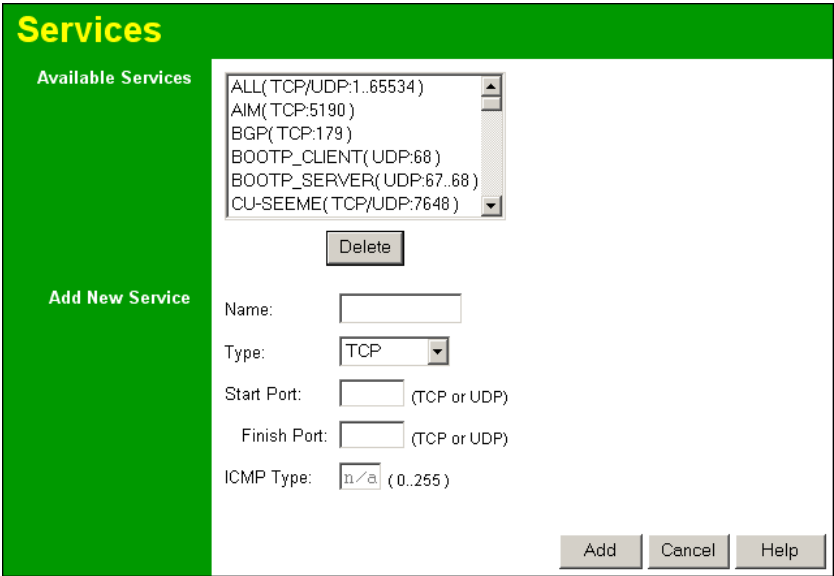 Services
Available Services
ALL( TCP/UDP:1..65534 )
AIM( TCP:5190 )
BGP( TCP:179 )
BOOTP_CLIENT( UDP:68 )
BOOTP_SERVER( UDP:67..68 )
CU-SEEME( TCP/UDP:7648 )
Delete
Add New Service
Name:
Type: TCP
Start Port: (TCP or UDP)
Finish Port: (TCP or UDP)
ICMP Type: n/a ( 0..255 )
Add Cancel Help